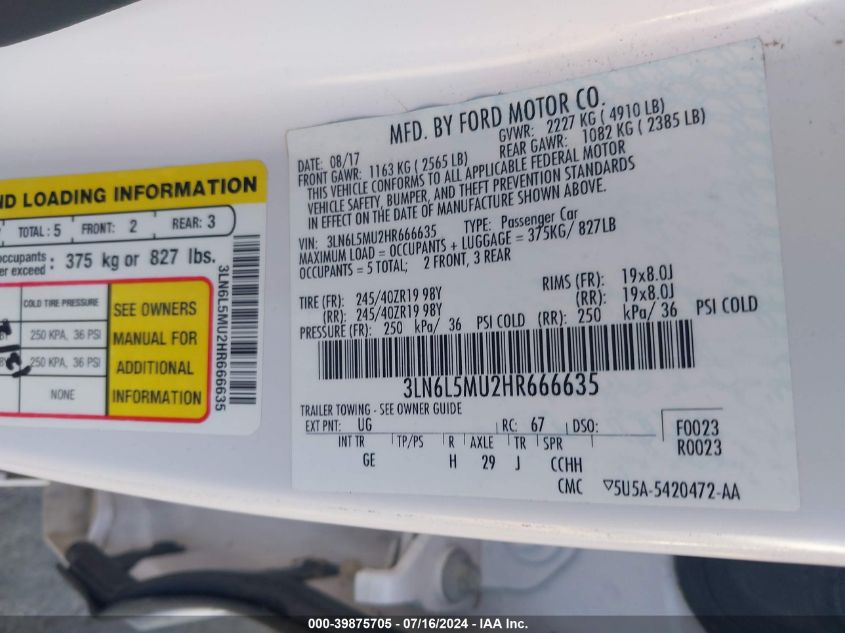 ND LOADING INFORMATION
TOTAL: 5 FRONT: 2 REAR: 3
occupants
er exceed : 375 kg or 827 lbs.
COLD TIRE PRESSURE
250 KPA, 36 PSI
250 KPA, 36 PSI
NONE
SEE OWNERS
MANUAL FOR
ADDITIONAL
INFORMATION
3LN6L5MU2HR666635
MFD. BY FORD MOTOR CO.
DATE: 08/17 GVWR: 2227 KG ( 4910 LB)
FRONT GAWR: 1163 KG ( 2565 LB) REAR GAWR: 1082 KG ( 2385 LB)
THIS VEHICLE CONFORMS TO ALL APPLICABLE FEDERAL MOTOR
VEHICLE SAFETY, BUMPER, AND THEFT PREVENTION STANDARDS
IN EFFECT ON THE DATE OF MANUFACTURE SHOWN ABOVE.
VIN: 3LN6L5MU2HR666635 TYPE: Passenger Car
MAXIMUM LOAD = OCCUPANTS + LUGGAGE = 375KG/ 827LB
OCCUPANTS = 5 TOTAL; 2 FRONT, 3 REAR
TIRE (FR): 245/40ZR19 98Y RIMS (FR): 19x8.0J
(RR): 245/40ZR19 98Y (RR): 19x8.0J
PRESSURE (FR): 250 kPa/ 36 PSI COLD (RR): 250 kPa/ 36 PSI COLD
3LN6L5MU2HR666635
TRAILER TOWING - SEE OWNER GUIDE
EXT PNT: UG RC: 67 DSO: F0023
INT TR TP/PS R AXLE TR SPR R0023
GE H 29 J CCHH
CMC ▽5U5A-5420472-AA
000-39875705 - 07/16/2024 - IAA Inc.